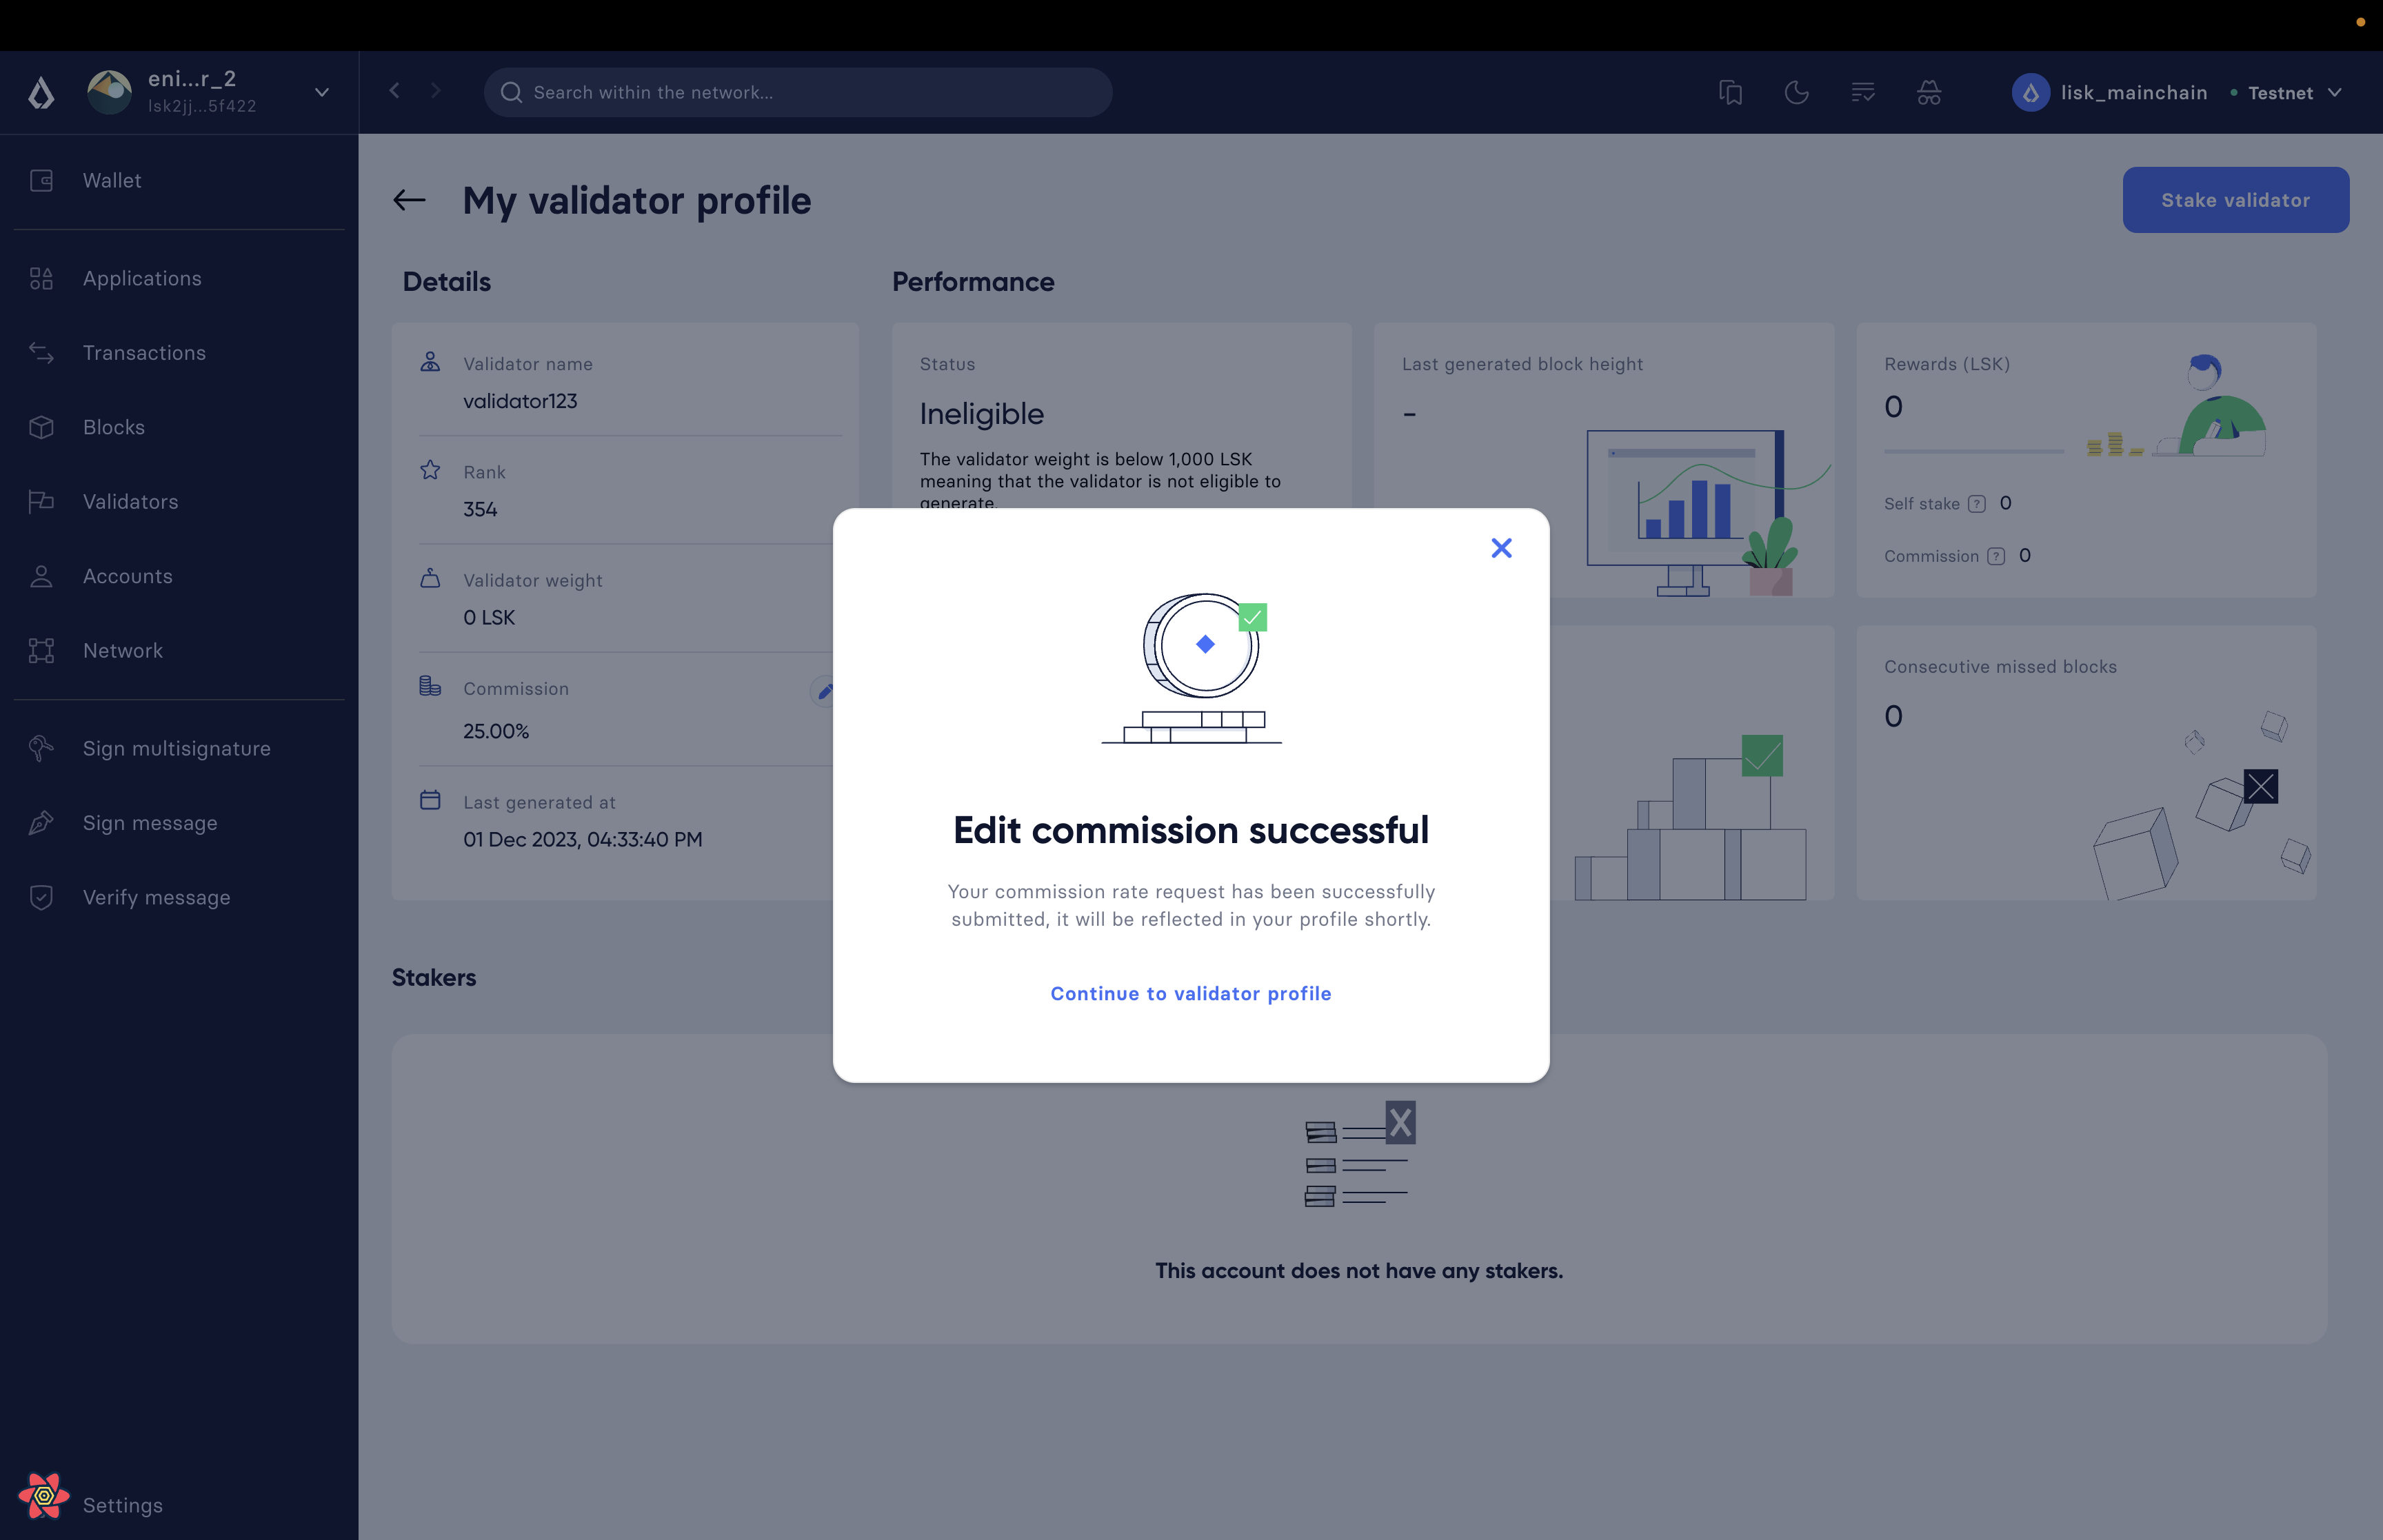 eni...r_2
lsk2jj...5f422
Search within the network...
lisk_mainchain
Testnet
Wallet
Applications
Transactions
Blocks
Validators
Accounts
Network
Sign multisignature
Sign message
Verify message
Settings
My validator profile
Stake validator
Details
Validator name
validator123
Rank
354
Validator weight
0 LSK
Commission
25.00%
Last generated at
01 Dec 2023, 04:33:40 PM
Performance
Status
Ineligible
The validator weight is below 1,000 LSK
meaning that the validator is not eligible to
generate.
Last generated block height
-
Rewards (LSK)
0
Self stake ? 0
Commission ? 0
Consecutive missed blocks
0
Edit commission successful
Your commission rate request has been successfully
submitted, it will be reflected in your profile shortly.
Continue to validator profile
Stakers
This account does not have any stakers.